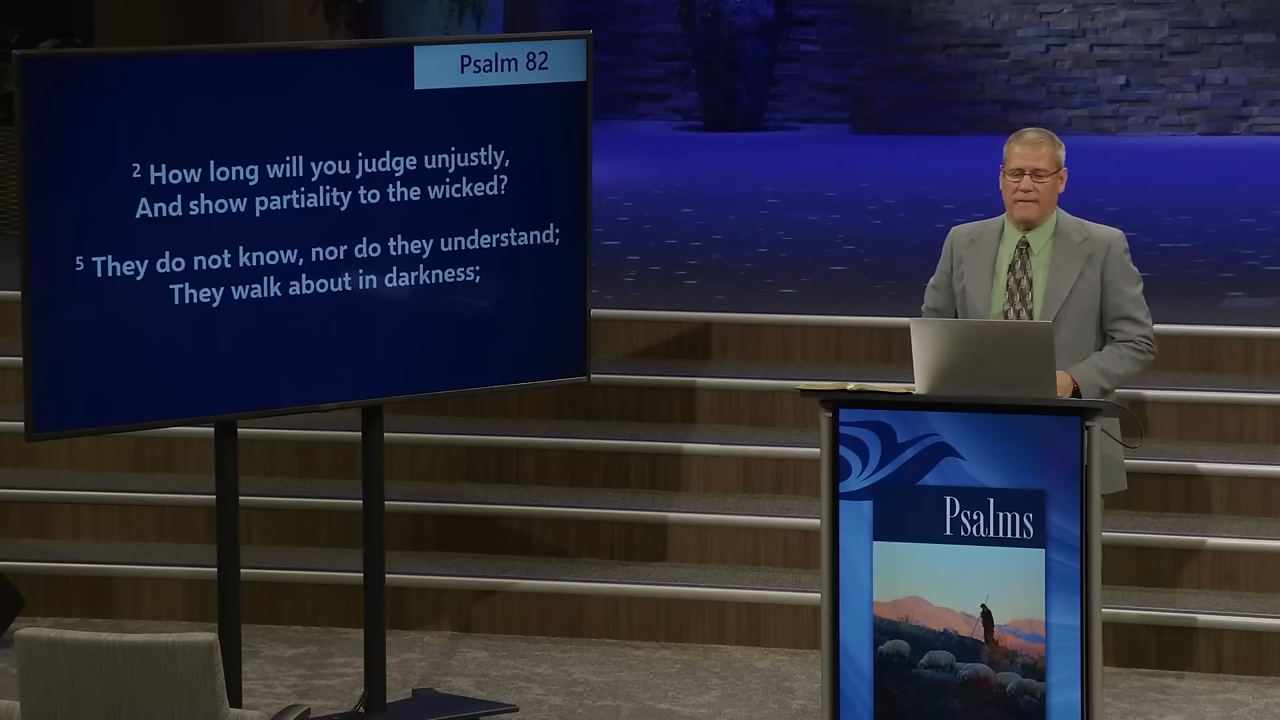 Psalm 82
2 How long will you judge unjustly,
And show partiality to the wicked?
5 They do not know, nor do they understand;
They walk about in darkness;
Psalms